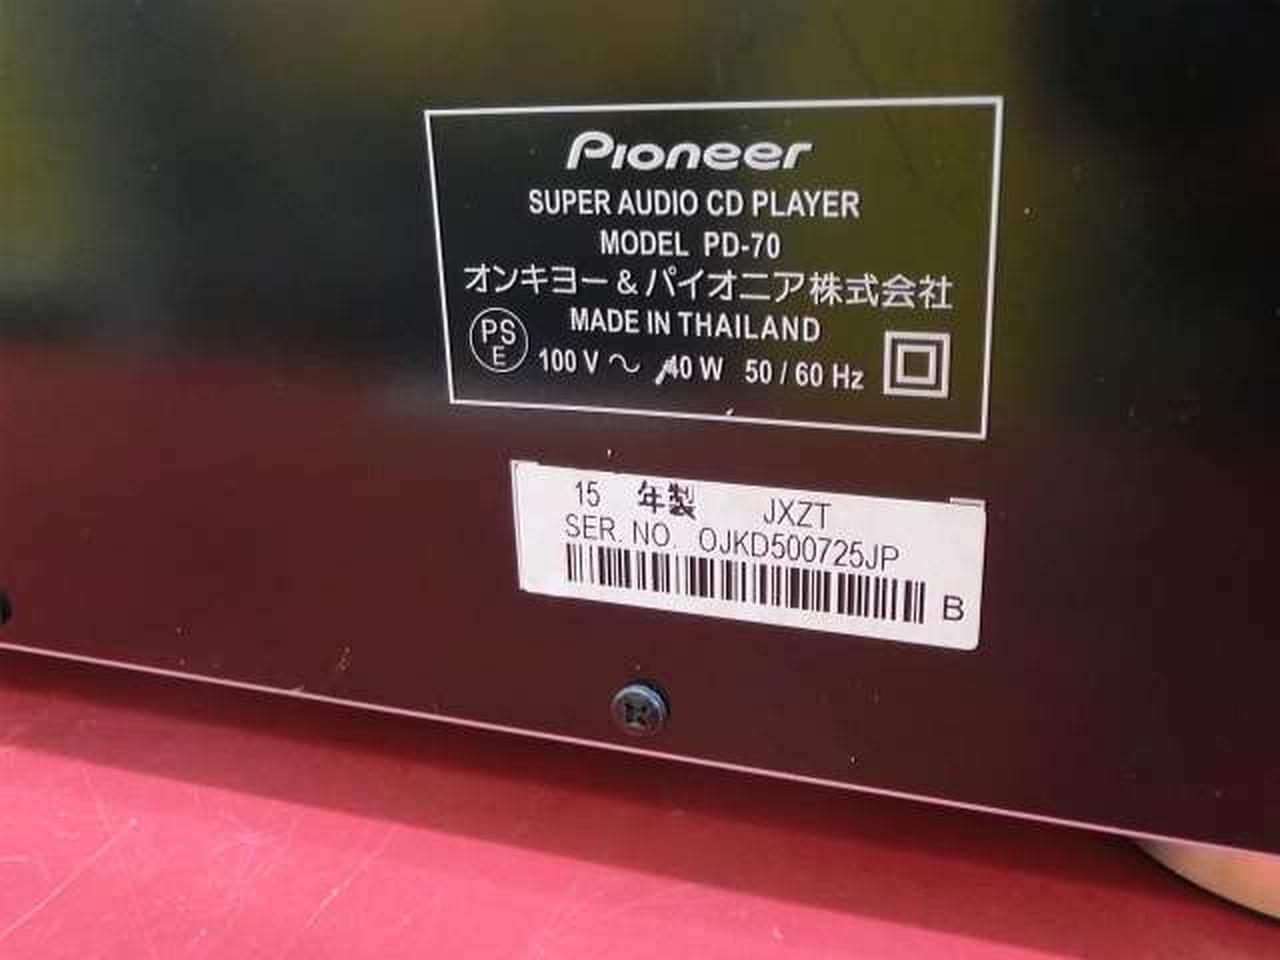 Pioneer
SUPER AUDIO CD PLAYER
MODEL PD-70
オンキヨー&パイオニア株式会社
MADE IN THAILAND
PS
E
100 V ～ 40 W 50 / 60 Hz
15 年製 JXZT
SER. NO. OJKD500725JP
B